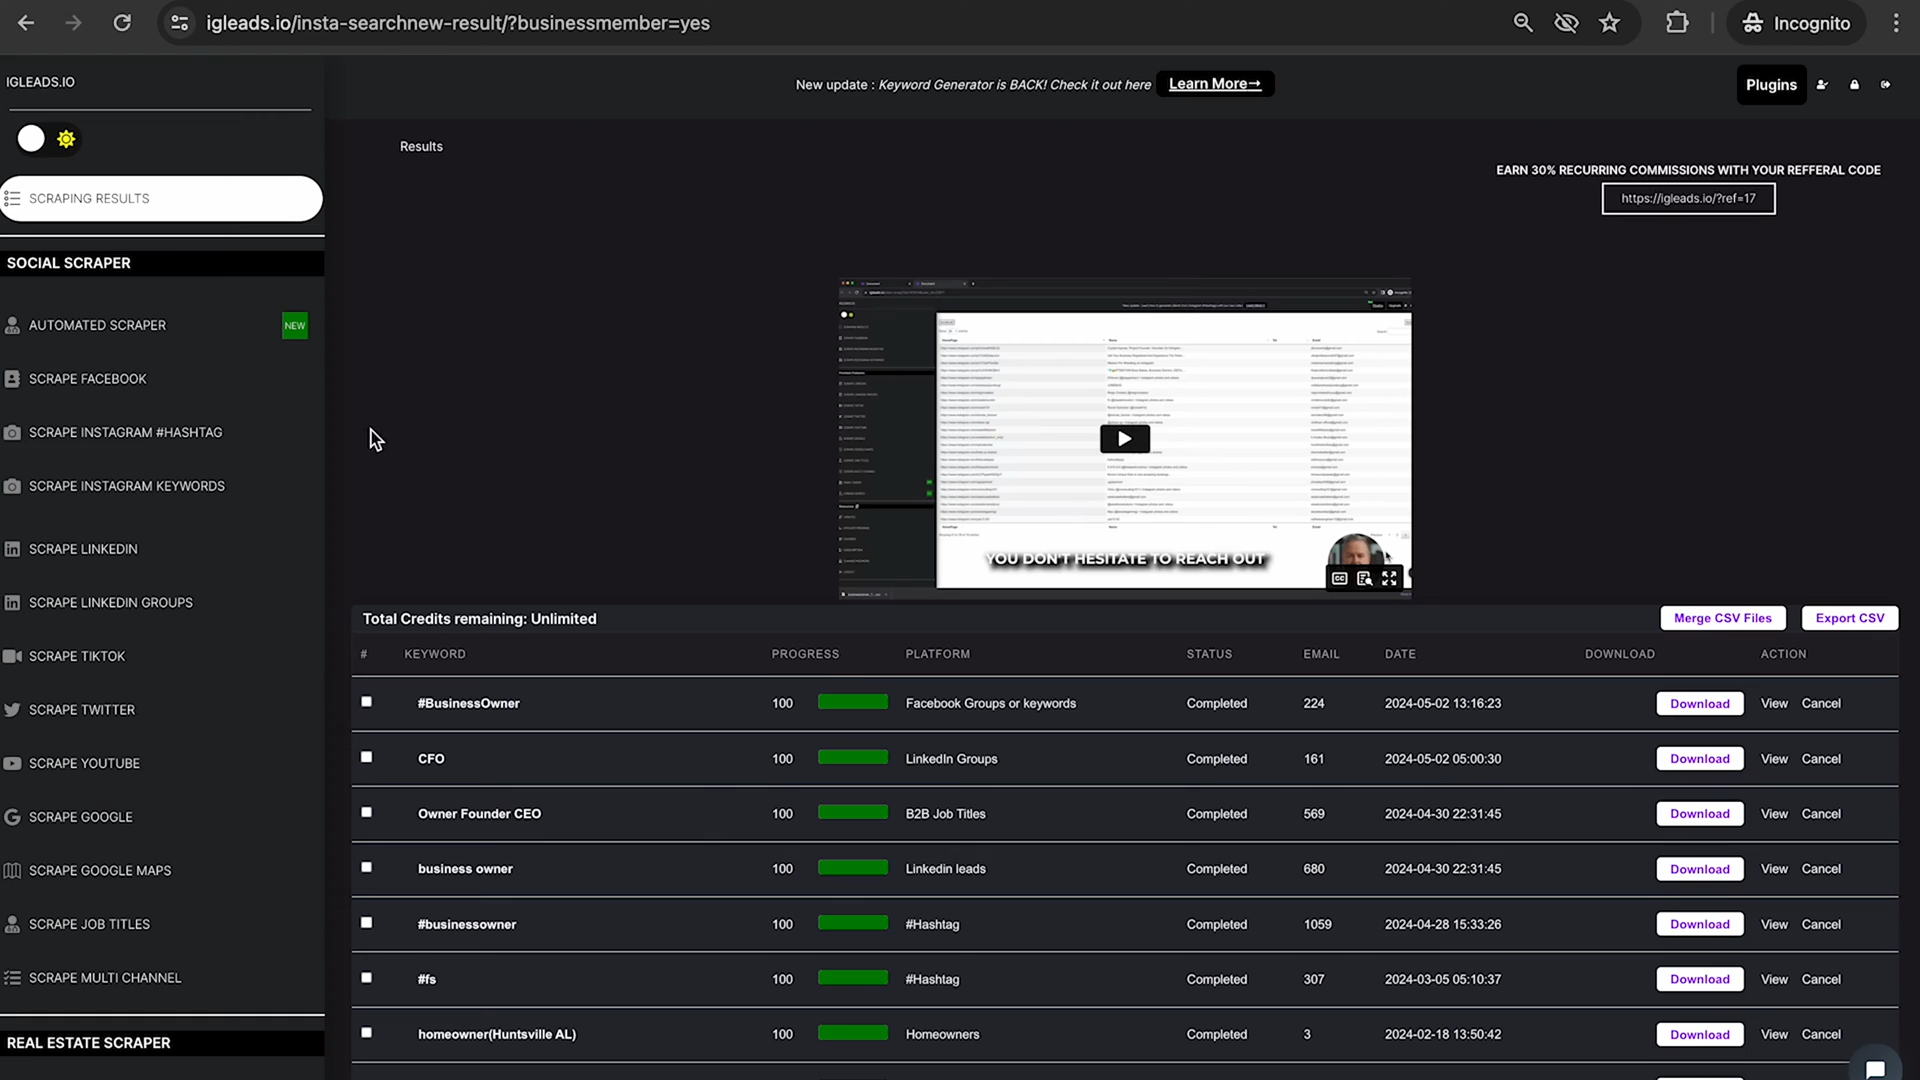 igleads.io/insta-searchnew-result/?businessmember=yes
Incognito
IGLEADS.IO
New update : Keyword Generator is BACK! Check it out here
Learn More→
Plugins
SCRAPING RESULTS
SOCIAL SCRAPER
AUTOMATED SCRAPER NEW
SCRAPE FACEBOOK
SCRAPE INSTAGRAM #HASHTAG
SCRAPE INSTAGRAM KEYWORDS
SCRAPE LINKEDIN
SCRAPE LINKEDIN GROUPS
SCRAPE TIKTOK
SCRAPE TWITTER
SCRAPE YOUTUBE
SCRAPE GOOGLE
SCRAPE GOOGLE MAPS
SCRAPE JOB TITLES
SCRAPE MULTI CHANNEL
REAL ESTATE SCRAPER
Results
EARN 30% RECURRING COMMISSIONS WITH YOUR REFFERAL CODE
https://igleads.io/?ref=17
YOU DON'T HESITATE TO REACH OUT
CC
Total Credits remaining: Unlimited
Merge CSV Files
Export CSV
# KEYWORD PROGRESS PLATFORM STATUS EMAIL DATE DOWNLOAD ACTION
#BusinessOwner 100 Facebook Groups or keywords Completed 224 2024-05-02 13:16:23 Download View Cancel
CFO 100 LinkedIn Groups Completed 161 2024-05-02 05:00:30 Download View Cancel
Owner Founder CEO 100 B2B Job Titles Completed 569 2024-04-30 22:31:45 Download View Cancel
business owner 100 Linkedin leads Completed 680 2024-04-30 22:31:45 Download View Cancel
#businessowner 100 #Hashtag Completed 1059 2024-04-28 15:33:26 Download View Cancel
#fs 100 #Hashtag Completed 307 2024-03-05 05:10:37 Download View Cancel
homeowner(Huntsville AL) 100 Homeowners Completed 3 2024-02-18 13:50:42 Download View Cancel